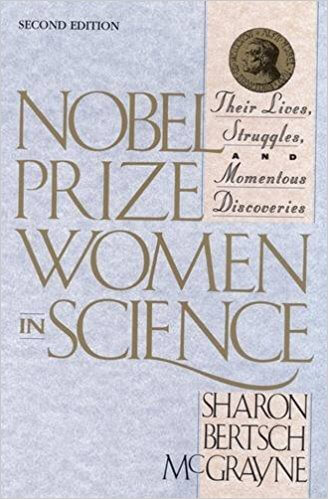 SECOND EDITION
NOBEL
PRIZE
WOMEN
IN SCIENCE
Their Lives,
Struggles,
AND
Momentous
Discoveries
SHARON
BERTSCH
McGRAYNE